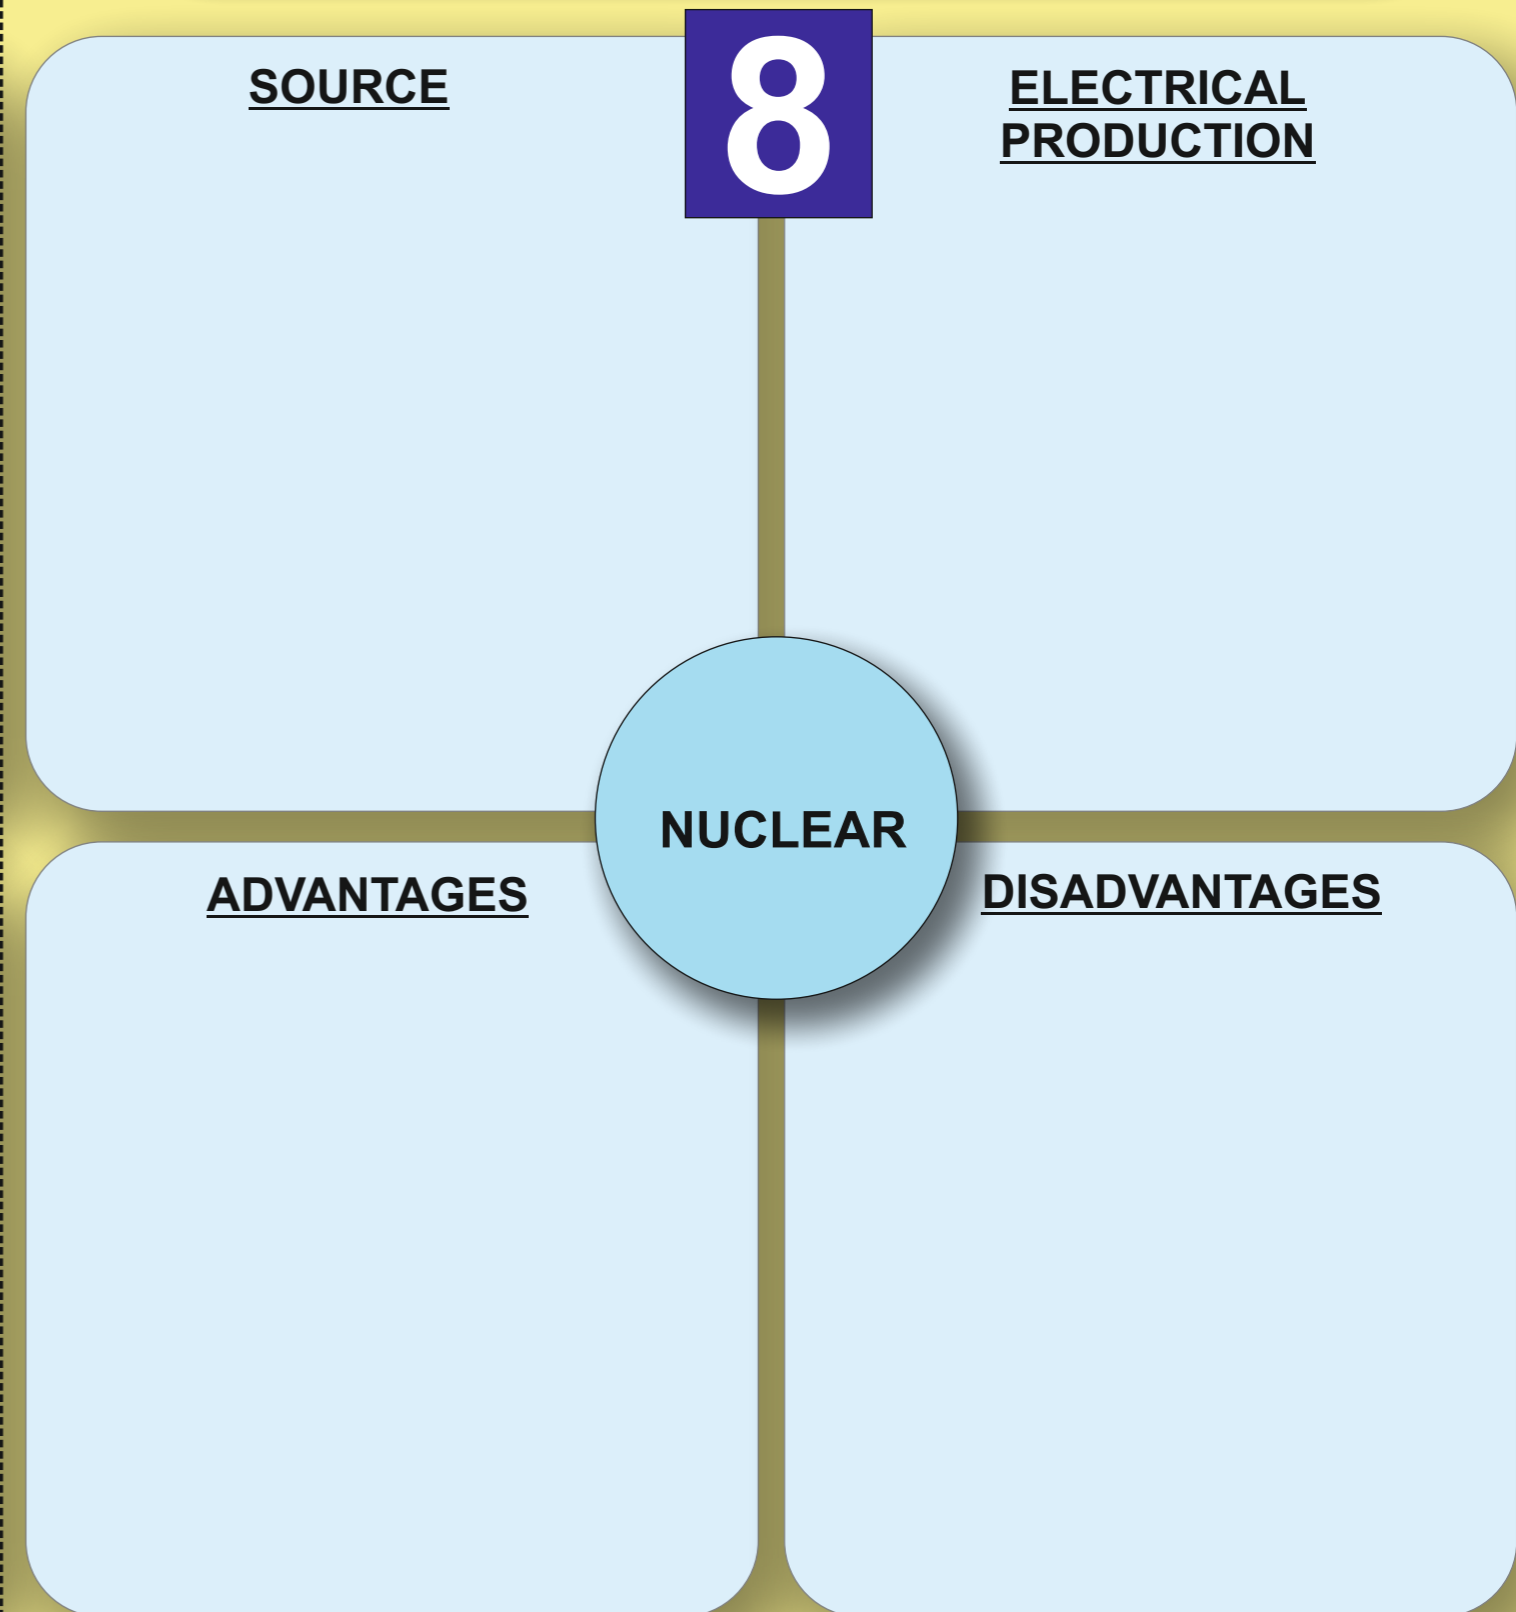 SOURCE
8
ELECTRICAL
PRODUCTION
NUCLEAR
ADVANTAGES
DISADVANTAGES